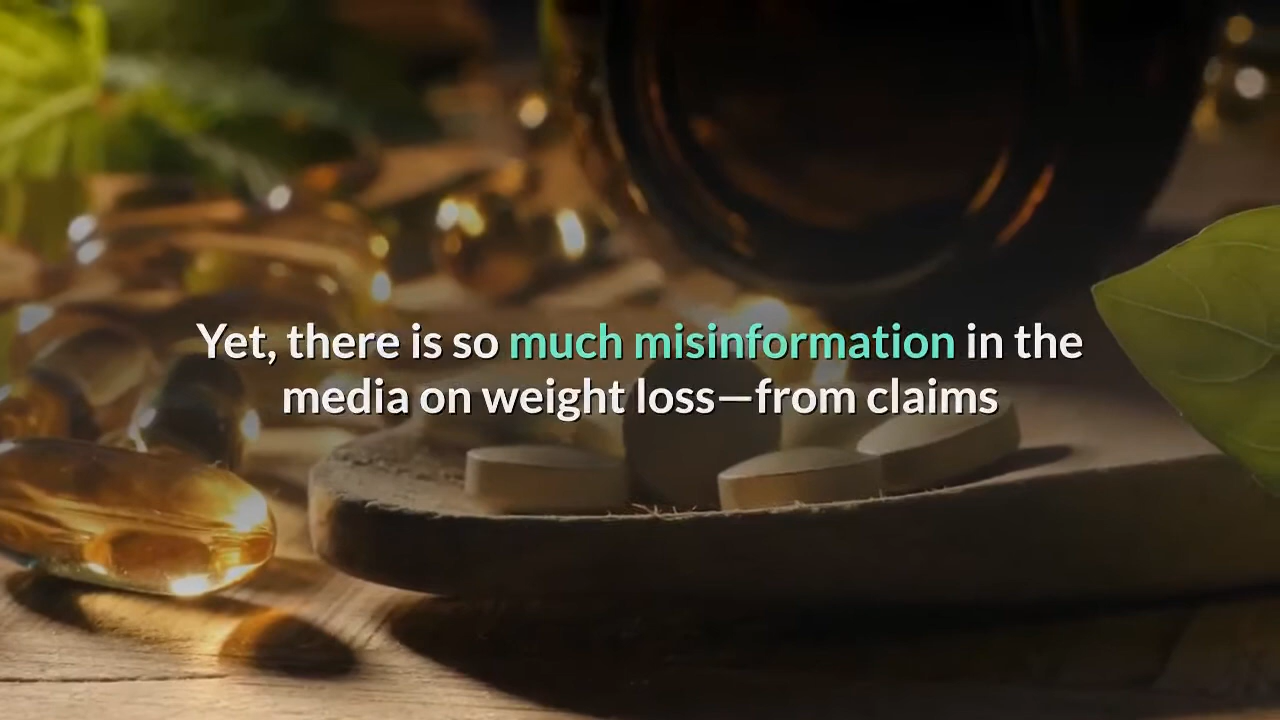 Yet, there is so much misinformation in the
media on weight loss—from claims